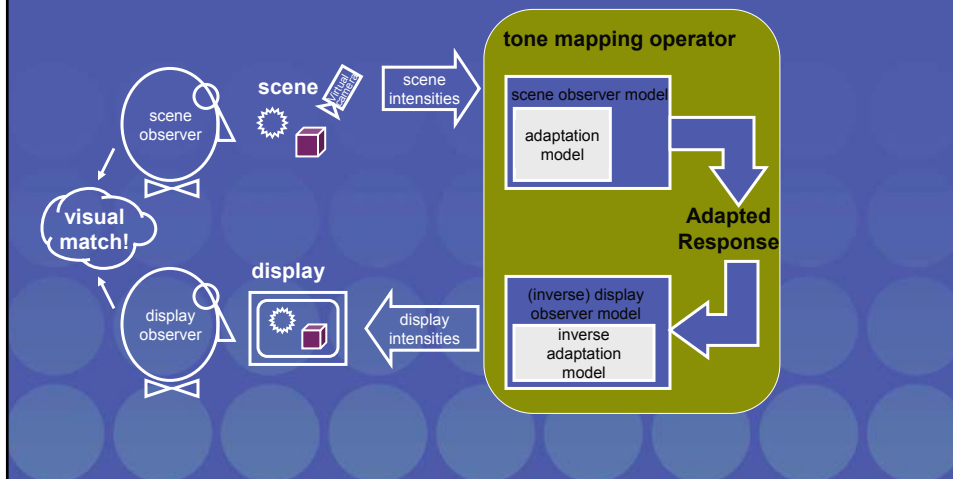 tone mapping operator
scene
Virtual
camera
scene
intensities
scene observer model
adaptation
model
scene
observer
visual
match!
Adapted
Response
display
display
observer
display
intensities
(inverse) display
observer model
inverse
adaptation
model